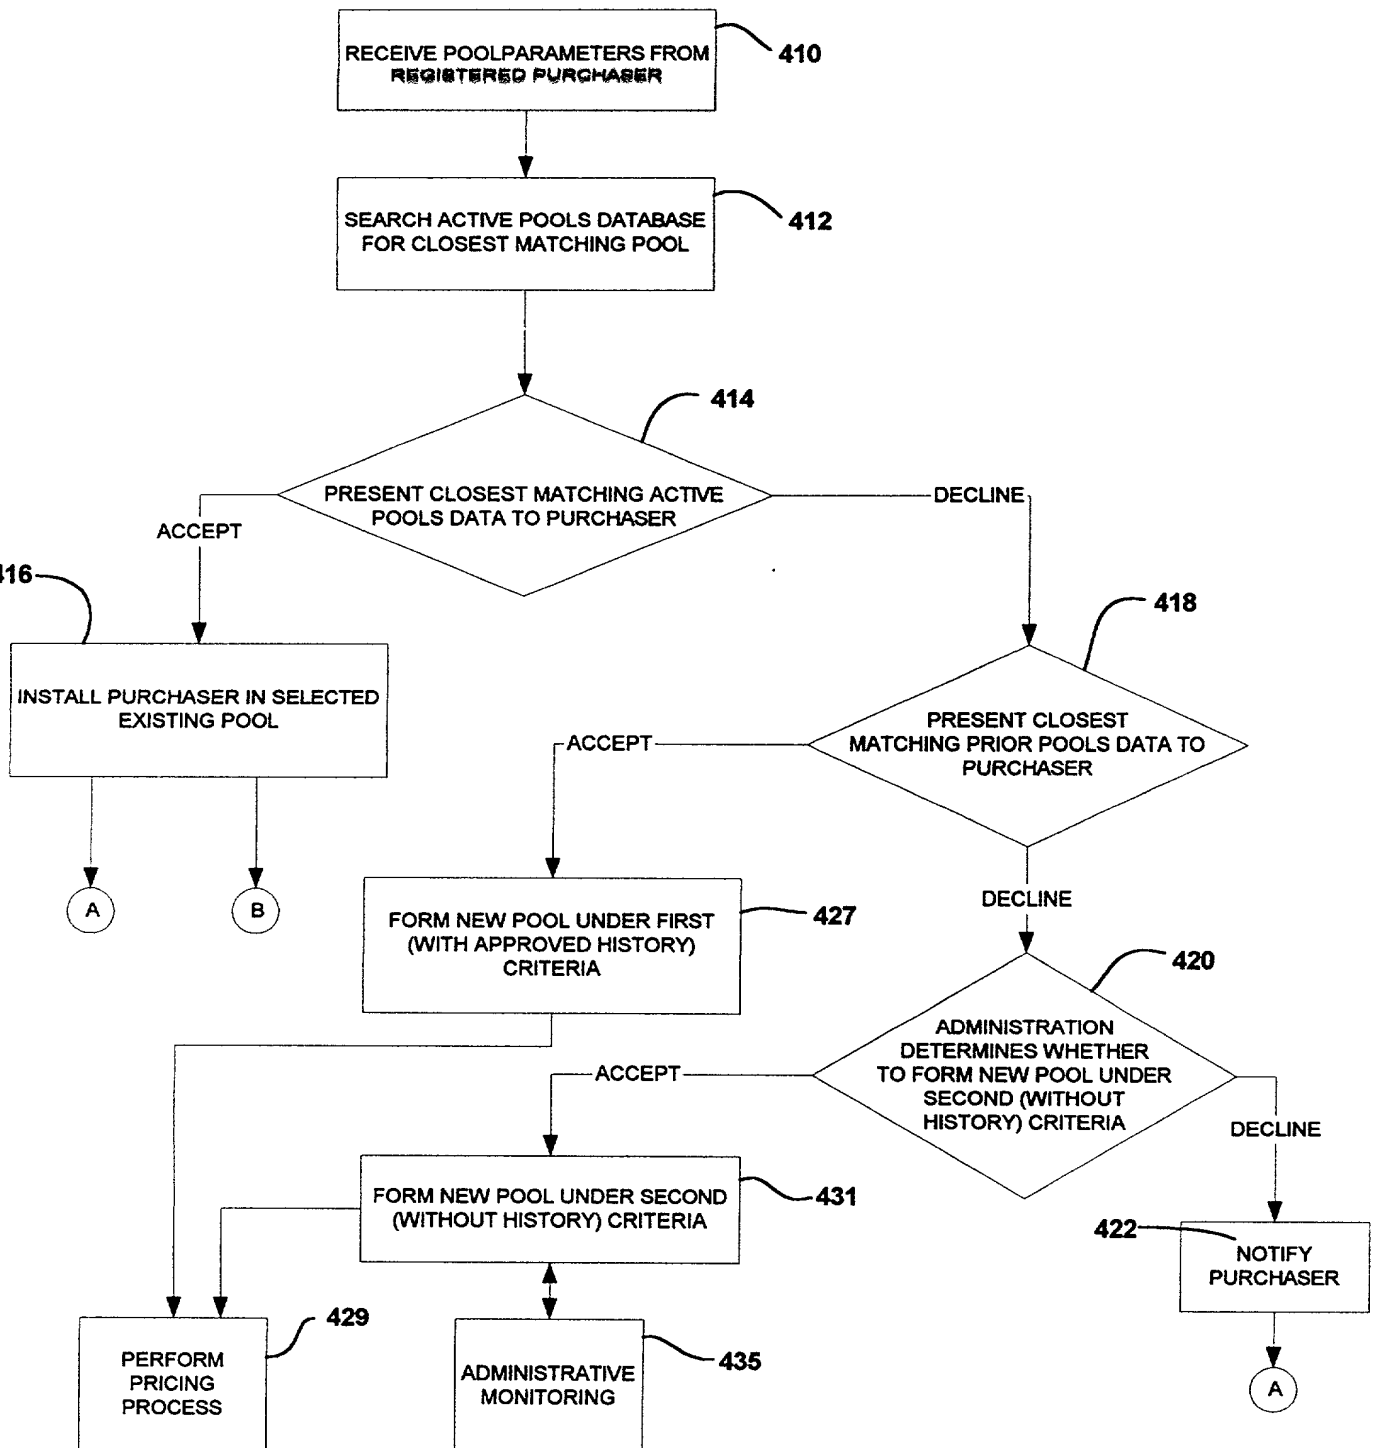 RECEIVE POOLPARAMETERS FROM
REGISTERED PURCHASER
410
SEARCH ACTIVE POOLS DATABASE
FOR CLOSEST MATCHING POOL
412
414
PRESENT CLOSEST MATCHING ACTIVE
POOLS DATA TO PURCHASER
DECLINE
ACCEPT
416
418
INSTALL PURCHASER IN SELECTED
EXISTING POOL
PRESENT CLOSEST
MATCHING PRIOR POOLS DATA TO
PURCHASER
ACCEPT
A
B
DECLINE
FORM NEW POOL UNDER FIRST
(WITH APPROVED HISTORY)
CRITERIA
427
420
ADMINISTRATION
DETERMINES WHETHER
TO FORM NEW POOL UNDER
SECOND (WITHOUT
HISTORY) CRITERIA
ACCEPT
DECLINE
FORM NEW POOL UNDER SECOND
(WITHOUT HISTORY) CRITERIA
431
422
NOTIFY
PURCHASER
429
PERFORM
PRICING
PROCESS
435
ADMINISTRATIVE
MONITORING
A